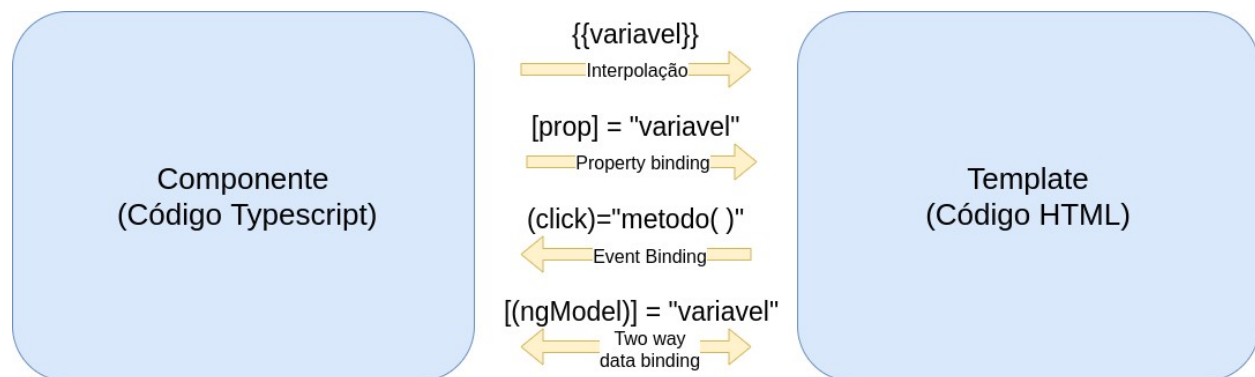 Componente
(Código Typescript)
{{variavel}}
Interpolação
[prop] = "variavel"
Property binding
(click)="metodo( )"
Event Binding
[(ngModel)] = "variavel"
Two way
data binding
Template
(Código HTML)